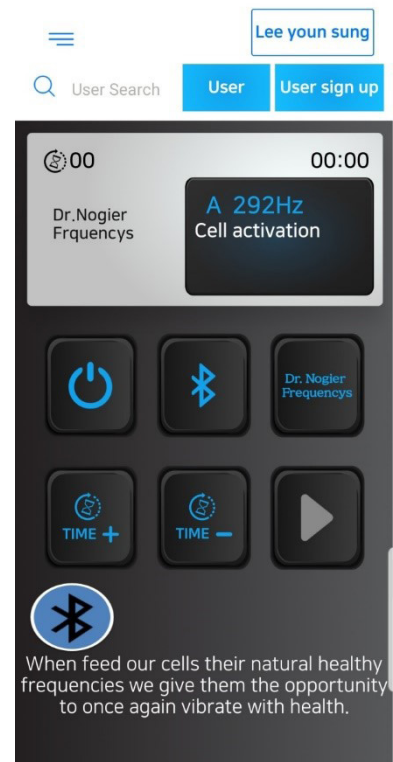 Lee youn sung
User Search
User
User sign up
00
00:00
Dr.Nogier
Frquencys
A 292Hz
Cell activation
Dr. Nogier
Frequencys
TIME +
TIME −
When feed our cells their natural healthy
frequencies we give them the opportunity
to once again vibrate with health.